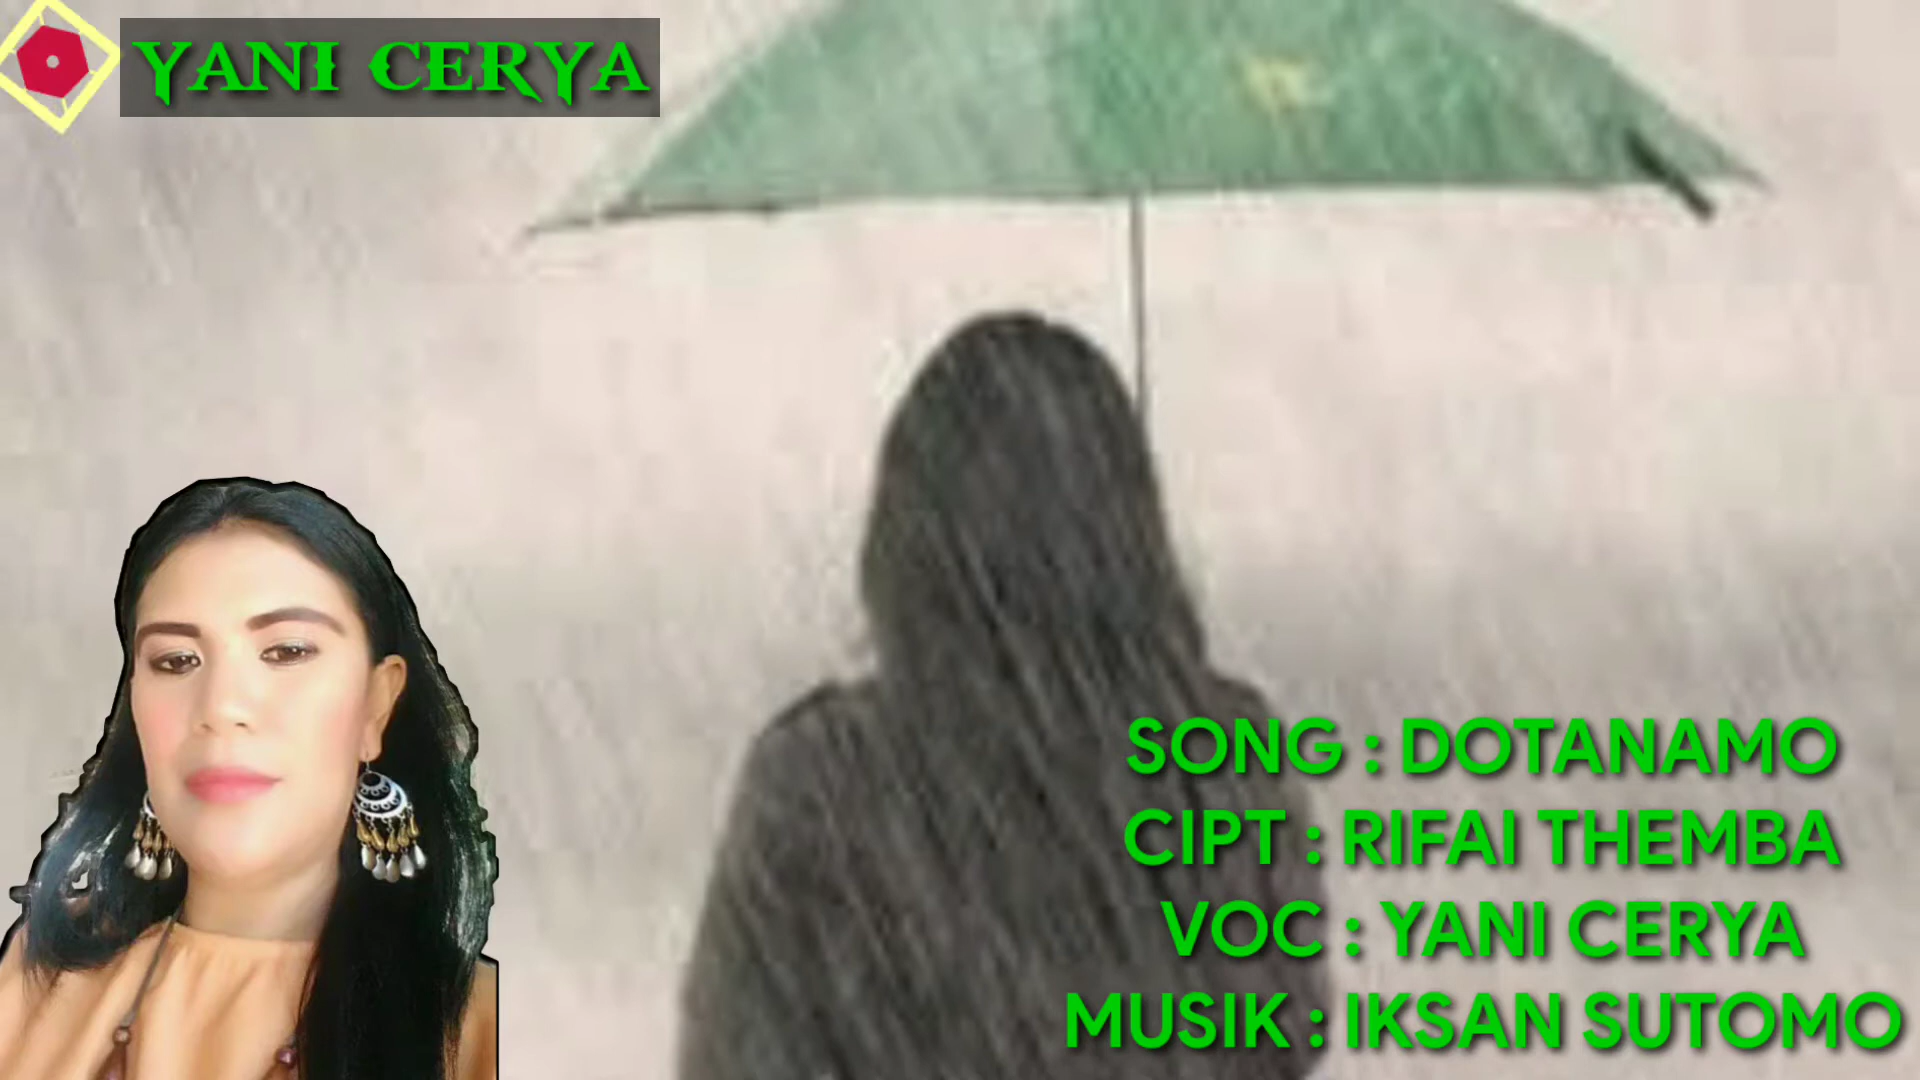 YANI CERYA
SONG : DOTANAMO
CIPT : RIFAI THEMBA
VOC : YANI CERYA
MUSIK : IKSAN SUTOMO